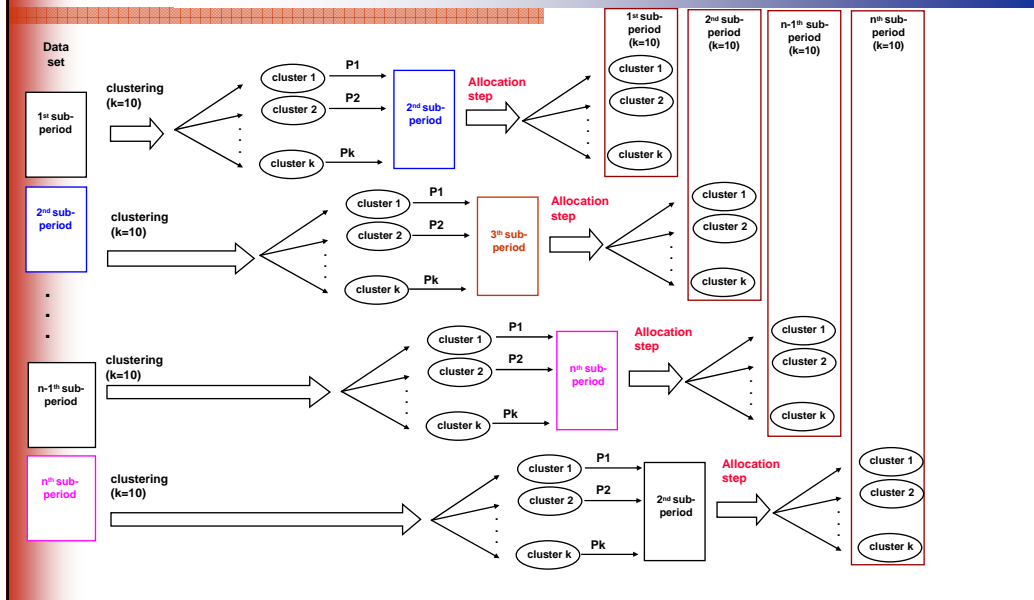 Data
set
1st sub-
period
clustering
(k=10)
cluster 1
cluster 2
cluster k
P1
P2
Pk
2nd sub-
period
Allocation
step
1st sub-
period
(k=10)
cluster 1
cluster 2
cluster k
2nd sub-
period
(k=10)
n-1th sub-
period
(k=10)
nth sub-
period
(k=10)
2nd sub-
period
clustering
(k=10)
cluster 1
cluster 2
cluster k
P1
P2
Pk
3th sub-
period
Allocation
step
cluster 1
cluster 2
cluster k
n-1th sub-
period
clustering
(k=10)
cluster 1
cluster 2
cluster k
P1
P2
Pk
nth sub-
period
Allocation
step
cluster 1
cluster 2
cluster k
nth sub-
period
clustering
(k=10)
cluster 1
cluster 2
cluster k
P1
P2
Pk
2nd sub-
period
Allocation
step
cluster 1
cluster 2
cluster k